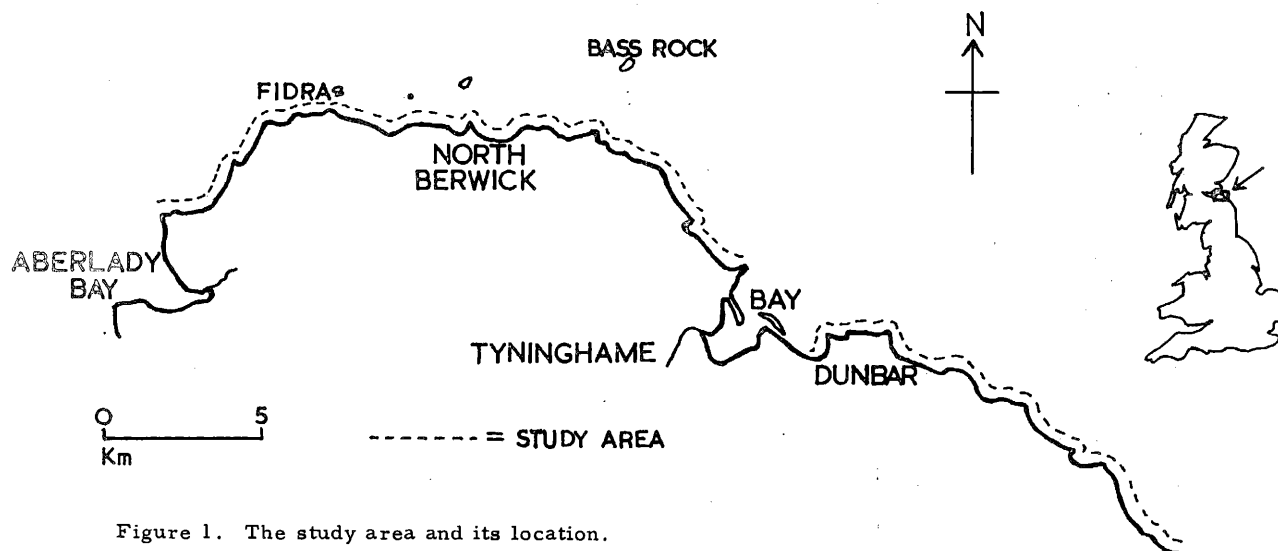 N
BASS ROCK
FIDRA
NORTH
BERWICK
ABERLADY
BAY
BAY
TYNINGHAME
DUNBAR
0 5
Km
= STUDY AREA
Figure 1. The study area and its location.